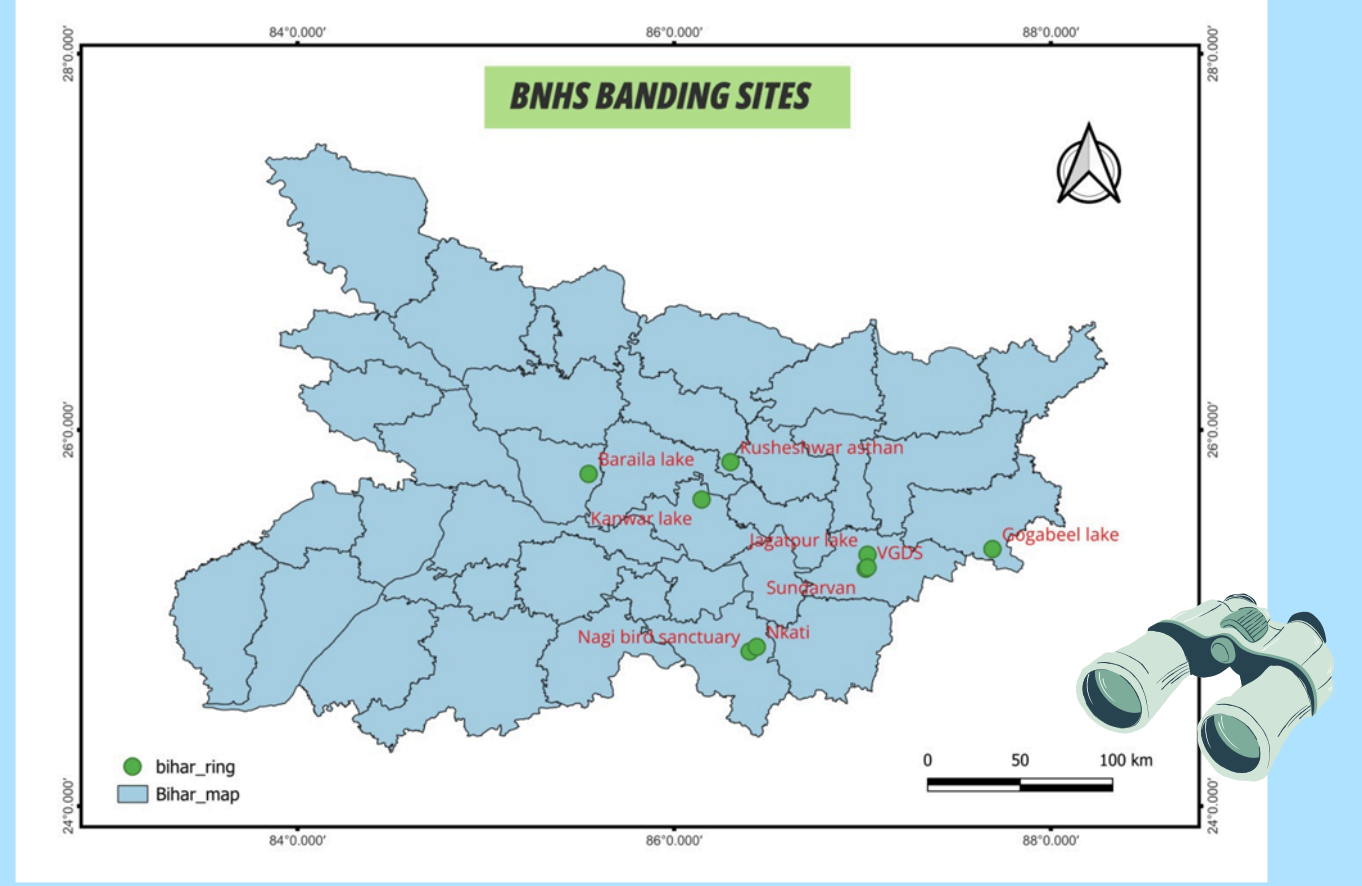 84°0.000′ 86°0.000′ 88°0.000′
28°0.000′ 28°0.000′
BNHS BANDING SITES
26°0.000′ 26°0.000′
Kusheshwar asthan
Baraila lake
Kanwar lake
Gogabeel lake
Jagatpur lake
VGDS
Sundarvan
Nkati
Nagi bird sanctuary
0 50 100 km
bihar_ring
Bihar_map
24°0.000′ 24°0.000′
84°0.000′ 86°0.000′ 88°0.000′